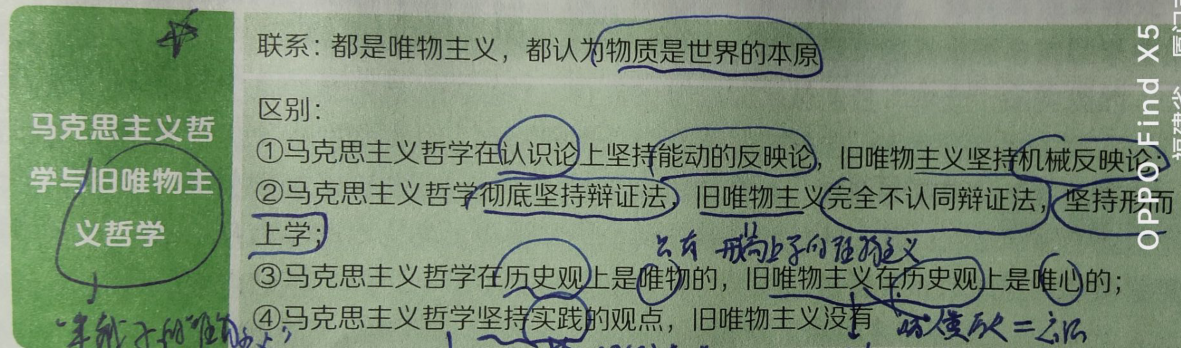 马克思主义哲
学与旧唯物主
义哲学
联系：都是唯物主义，都认为物质是世界的本原
区别：
①马克思主义哲学在认识论上坚持能动的反映论，旧唯物主义坚持机械反映论；
②马克思主义哲学彻底坚持辩证法，旧唯物主义完全不认同辩证法，坚持形而
上学；
只有 形而上学的唯物主义
③马克思主义哲学在历史观上是唯物的，旧唯物主义在历史观上是唯心的；
④马克思主义哲学坚持实践的观点，旧唯物主义没有
OPPO Find X5